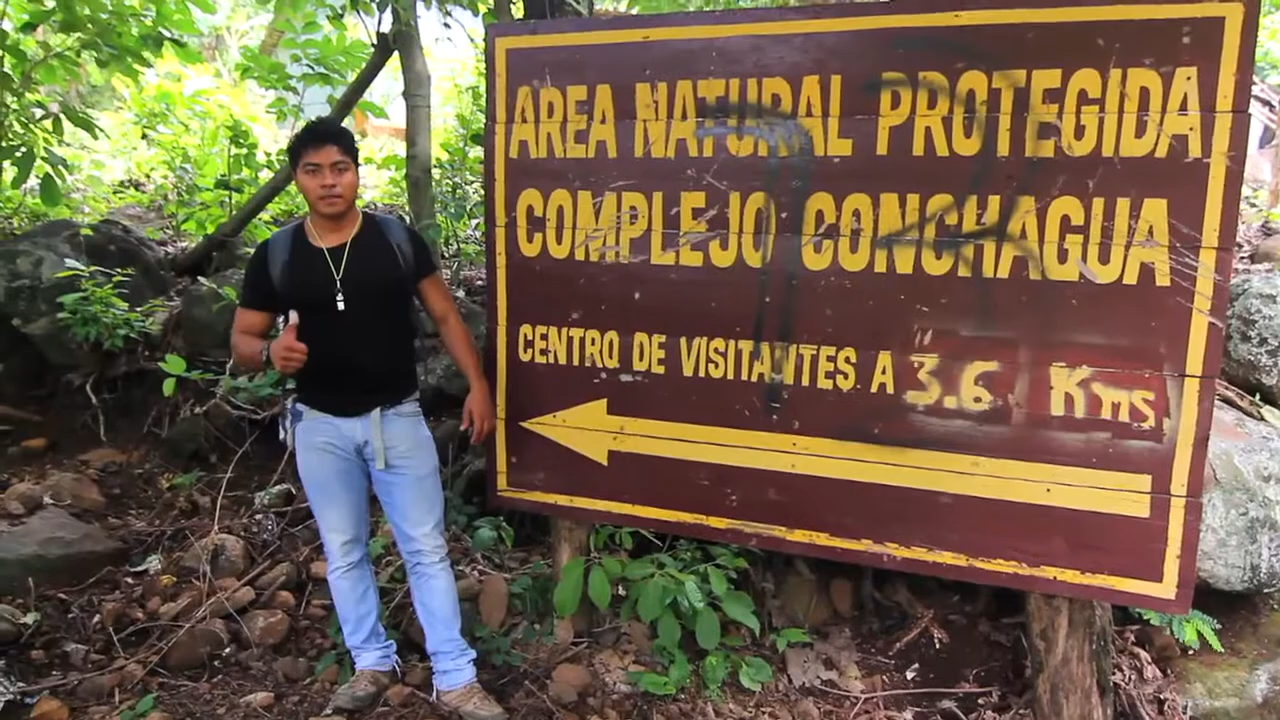 AREA NATURAL PROTEGIDA
COMPLEJO CONCHAGUA
CENTRO DE VISITANTES A 3.6 Kms